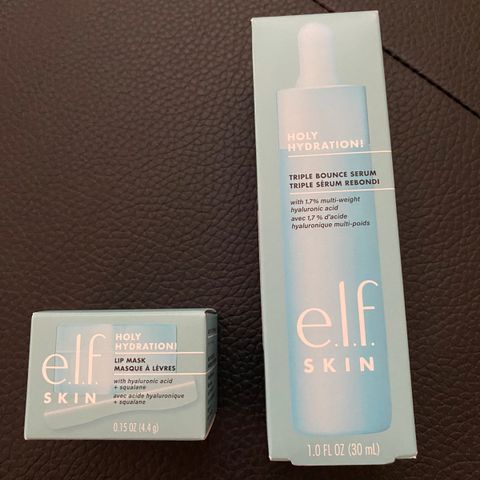 HOLY
HYDRATION!
TRIPLE BOUNCE SERUM
TRIPLE SÉRUM REBONDI
with 1.7% multi-weight
hyaluronic acid
avec 1,7 % d'acide
hyaluronique multi-poids
e.l.f.
SKIN
1.0 FL OZ (30 mL)
HOLY
HYDRATION!
LIP MASK
MASQUE À LÈVRES
with hyaluronic acid
+ squalane
avec acide hyaluronique
+ squalane
e.l.f.
SKIN
0.15 OZ (4.4 g)